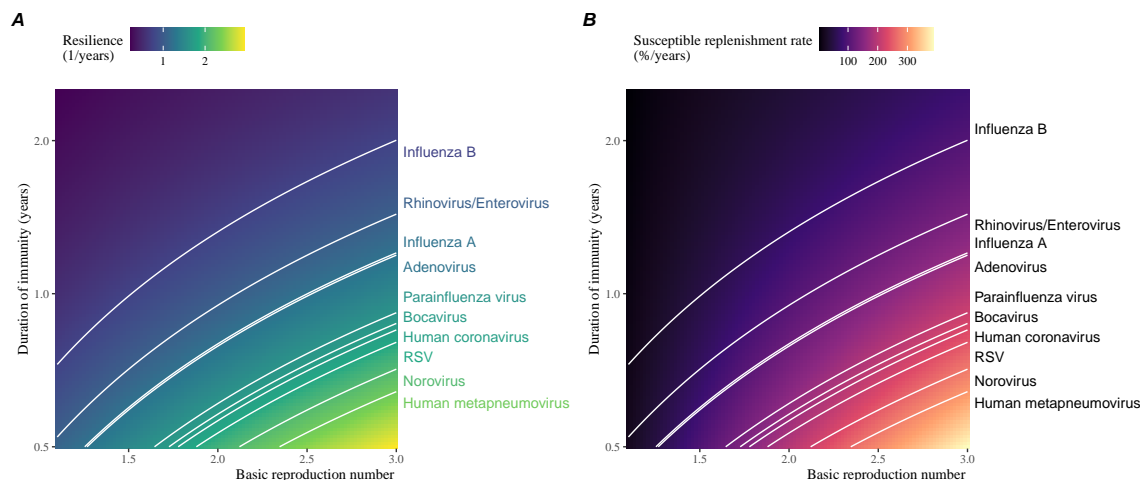 A
Resilience
(1/years)
1 2
Duration of immunity (years)
2.0
1.0
0.5
1.5 2.0 2.5 3.0
Basic reproduction number
Influenza B
Rhinovirus/Enterovirus
Influenza A
Adenovirus
Parainfluenza virus
Bocavirus
Human coronavirus
RSV
Norovirus
Human metapneumovirus
B
Susceptible replenishment rate
(%/years)
100 200 300
Duration of immunity (years)
2.0
1.0
0.5
1.5 2.0 2.5 3.0
Basic reproduction number
Influenza B
Rhinovirus/Enterovirus
Influenza A
Adenovirus
Parainfluenza virus
Bocavirus
Human coronavirus
RSV
Norovirus
Human metapneumovirus